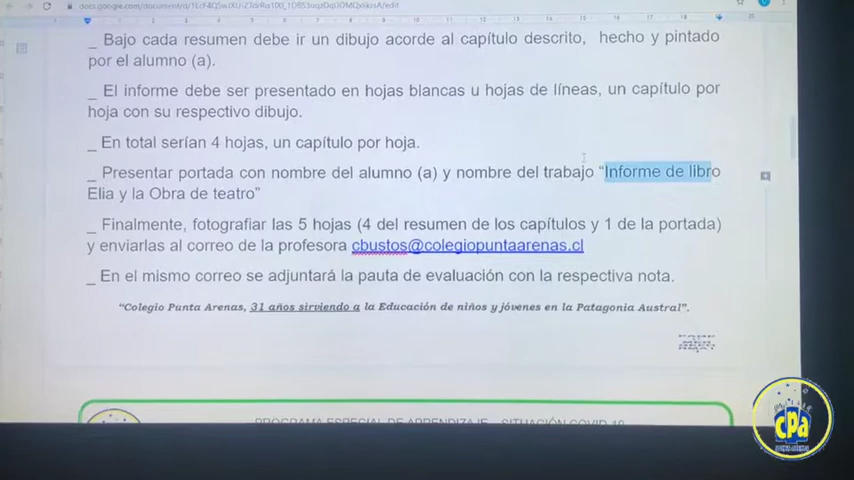 _ Bajo cada resumen debe ir un dibujo acorde al capítulo descrito, hecho y pintado
por el alumno (a).
_ El informe debe ser presentado en hojas blancas u hojas de líneas, un capítulo por
hoja con su respectivo dibujo.
_ En total serían 4 hojas, un capítulo por hoja.
_ Presentar portada con nombre del alumno (a) y nombre del trabajo "Informe de libro
Elia y la Obra de teatro"
_ Finalmente, fotografiar las 5 hojas (4 del resumen de los capítulos y 1 de la portada)
y enviarlas al correo de la profesora cbustos@colegiopuntaarenas.cl
_ En el mismo correo se adjuntará la pauta de evaluación con la respectiva nota.
"Colegio Punta Arenas, 31 años sirviendo a la Educación de niños y jóvenes en la Patagonia Austral".
PROGRAMA ESPECIAL DE APRENDIZAJE - SITUACIÓN COVID-19
CPa